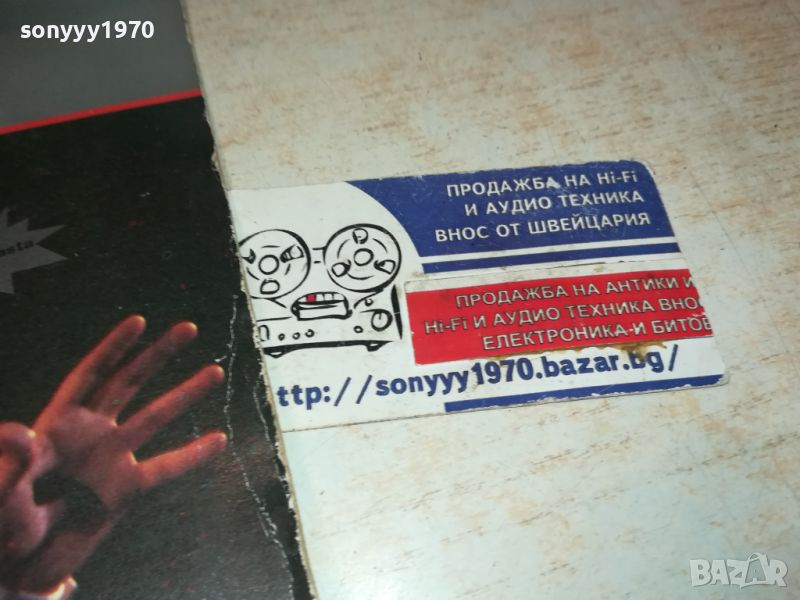 sonyyy1970
ПРОДАЖБА НА Hi-Fi
И АУДИО ТЕХНИКА
ВНОС ОТ ШВЕЙЦАРИЯ
ПРОДАЖБА НА АНТИКИ И
Hi-Fi И АУДИО ТЕХНИКА ВНОС
ЕЛЕКТРОНИКА-И БИТОВ
ttp://sonyyy1970.bazar.bg/
BAZAR